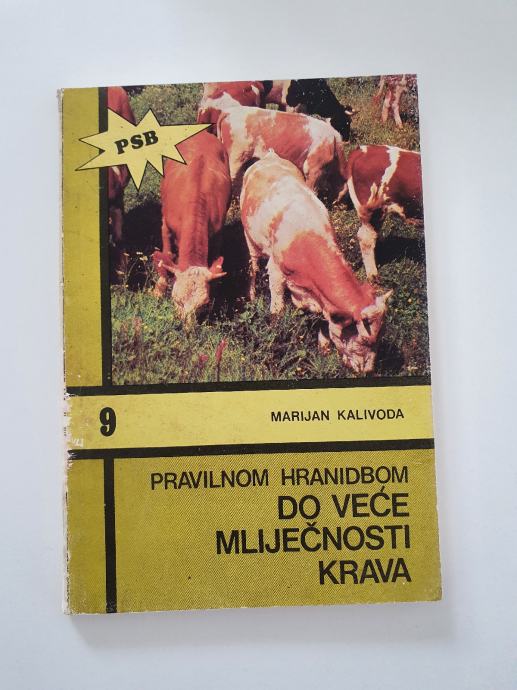 PSB
9
MARIJAN KALIVODA
PRAVILNOM HRANIDBOM
DO VEĆE
MLIJEČNOSTI
KRAVA